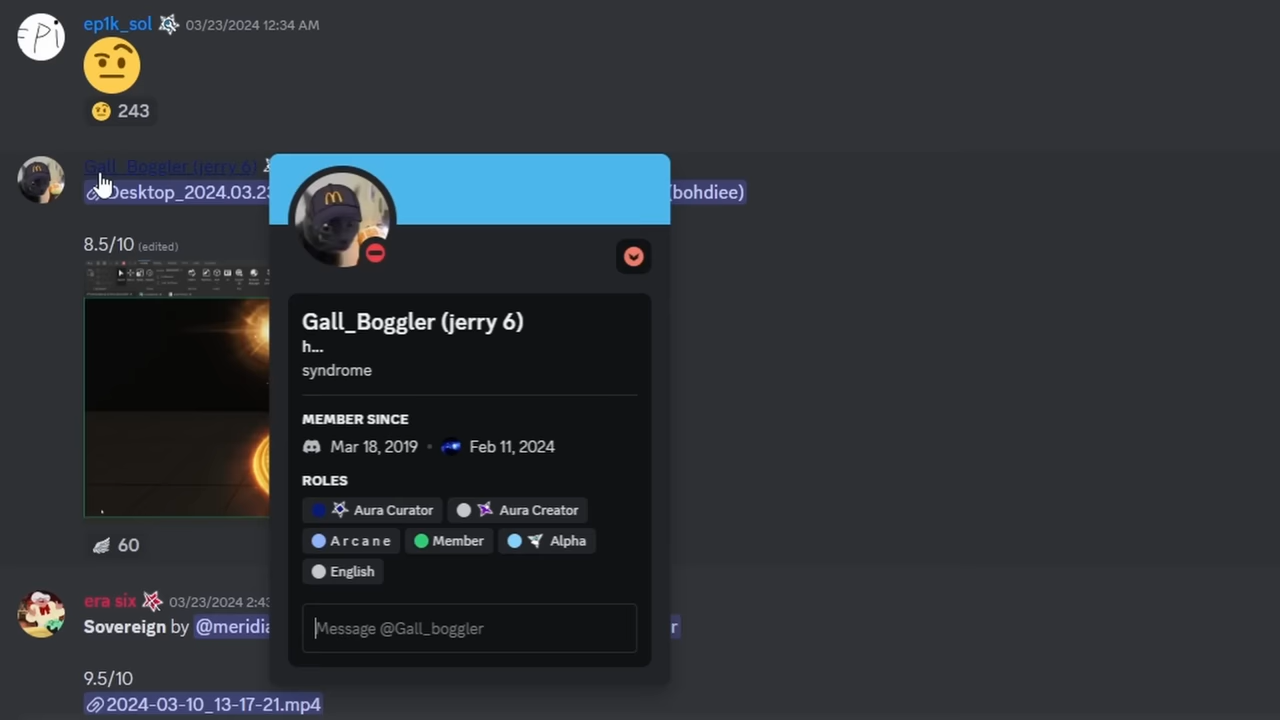 ep1k_sol 03/23/2024 12:34 AM
243
Gall_Boggler (jerry 6)
Desktop_2024.03.23 (bohdiee)
8.5/10 (edited)
60
era six 03/23/2024 2:43
Sovereign by @meridia r
9.5/10
2024-03-10_13-17-21.mp4
Gall_Boggler (jerry 6)
h...
syndrome
MEMBER SINCE
Mar 18, 2019 • Feb 11, 2024
ROLES
Aura Curator Aura Creator
A r c a n e Member Alpha
English
Message @Gall_boggler